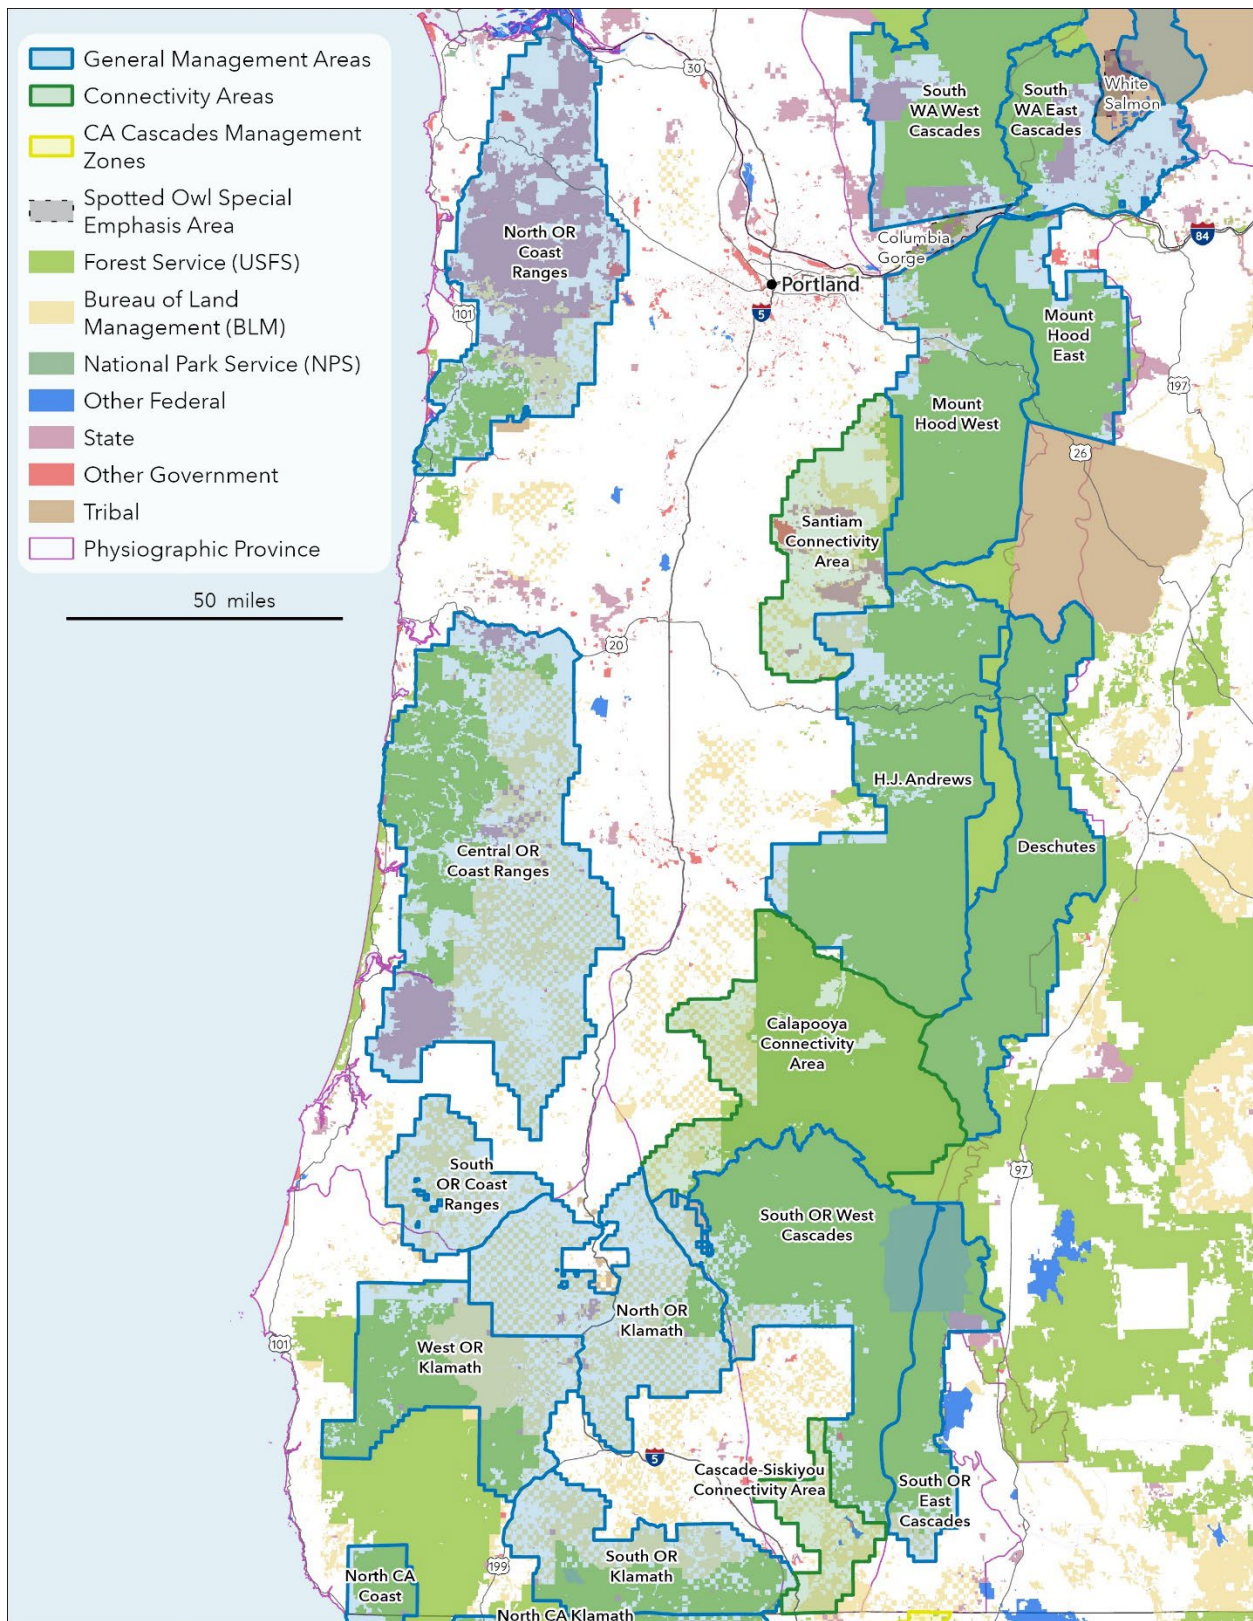 General Management Areas
Connectivity Areas
CA Cascades Management
Zones
Spotted Owl Special
Emphasis Area
Forest Service (USFS)
Bureau of Land
Management (BLM)
National Park Service (NPS)
Other Federal
State
Other Government
Tribal
Physiographic Province
50 miles
30
South
WA West
Cascades
South
WA East
Cascades
White
Salmon
North OR
Coast
Ranges
Columbia
Gorge
84
Portland
101
5
Mount
Hood
East
197
Mount
Hood West
26
Santiam
Connectivity
Area
20
H.J. Andrews
Deschutes
Central OR
Coast Ranges
Calapooya
Connectivity
Area
South
OR Coast
Ranges
97
South OR West
Cascades
North OR
Klamath
101
West OR
Klamath
5
Cascade-Siskiyou
Connectivity Area
South OR
East
Cascades
199
South OR
Klamath
North CA
Coast
North CA Klamath